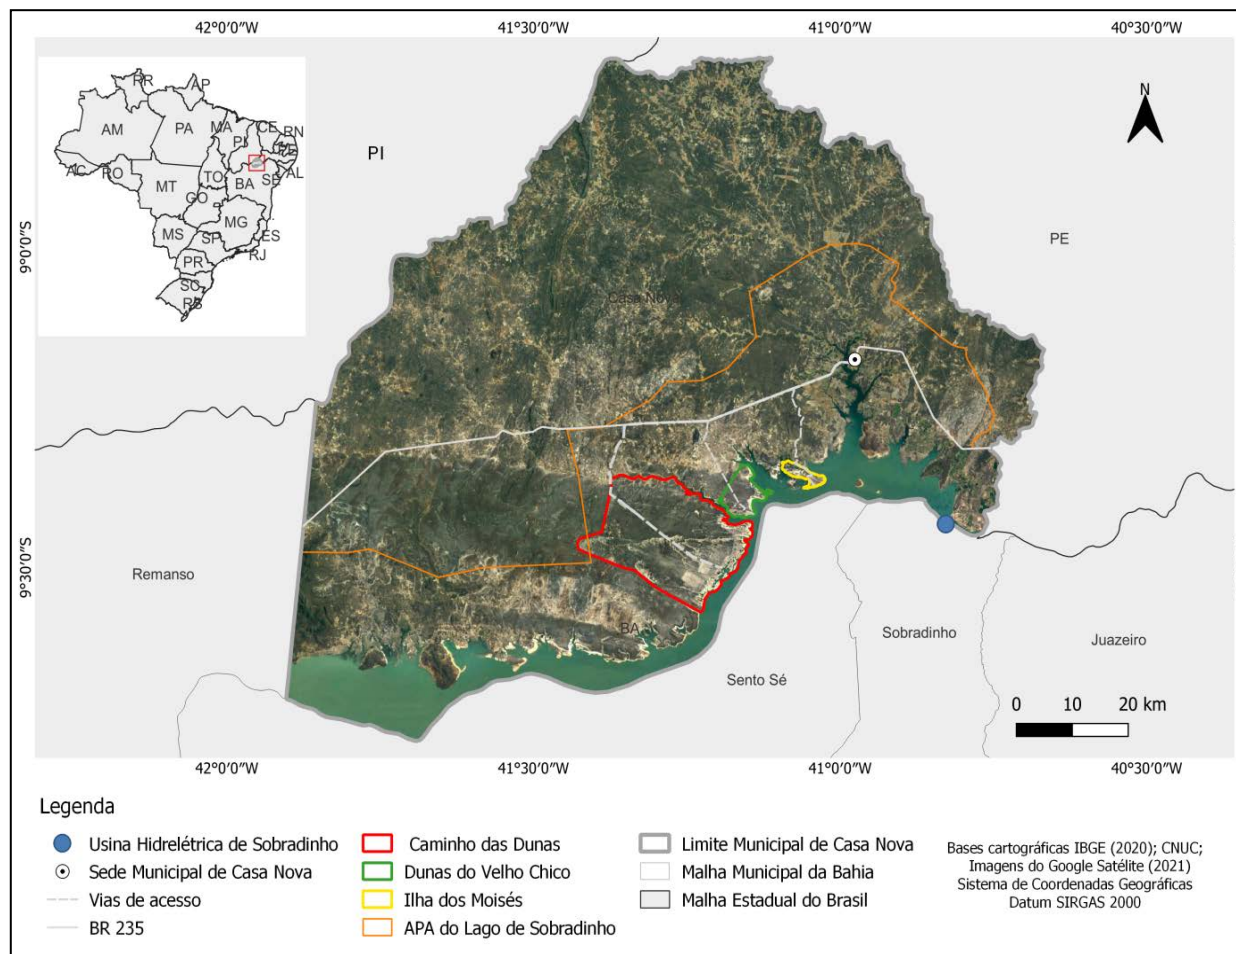 42°0'0"W 41°30'0"W 41°0'0"W 40°30'0"W
N
RR AP
AM PA MA CE RN
PI
PE
AC RO TO AL
MT BA SE
GO
MG
MS ES
SP
RJ
PR
SC
RS
PI
PE
9°0'0"S
Casa Nova
9°30'0"S
Remanso
BA
Sobradinho
Juazeiro
Sento Sé
0 10 20 km
42°0'0"W 41°30'0"W 41°0'0"W 40°30'0"W
Legenda
Usina Hidrelétrica de Sobradinho
Sede Municipal de Casa Nova
Vias de acesso
BR 235
Caminho das Dunas
Dunas do Velho Chico
Ilha dos Moisés
APA do Lago de Sobradinho
Limite Municipal de Casa Nova
Malha Municipal da Bahia
Malha Estadual do Brasil
Bases cartográficas IBGE (2020); CNUC;
Imagens do Google Satélite (2021)
Sistema de Coordenadas Geográficas
Datum SIRGAS 2000